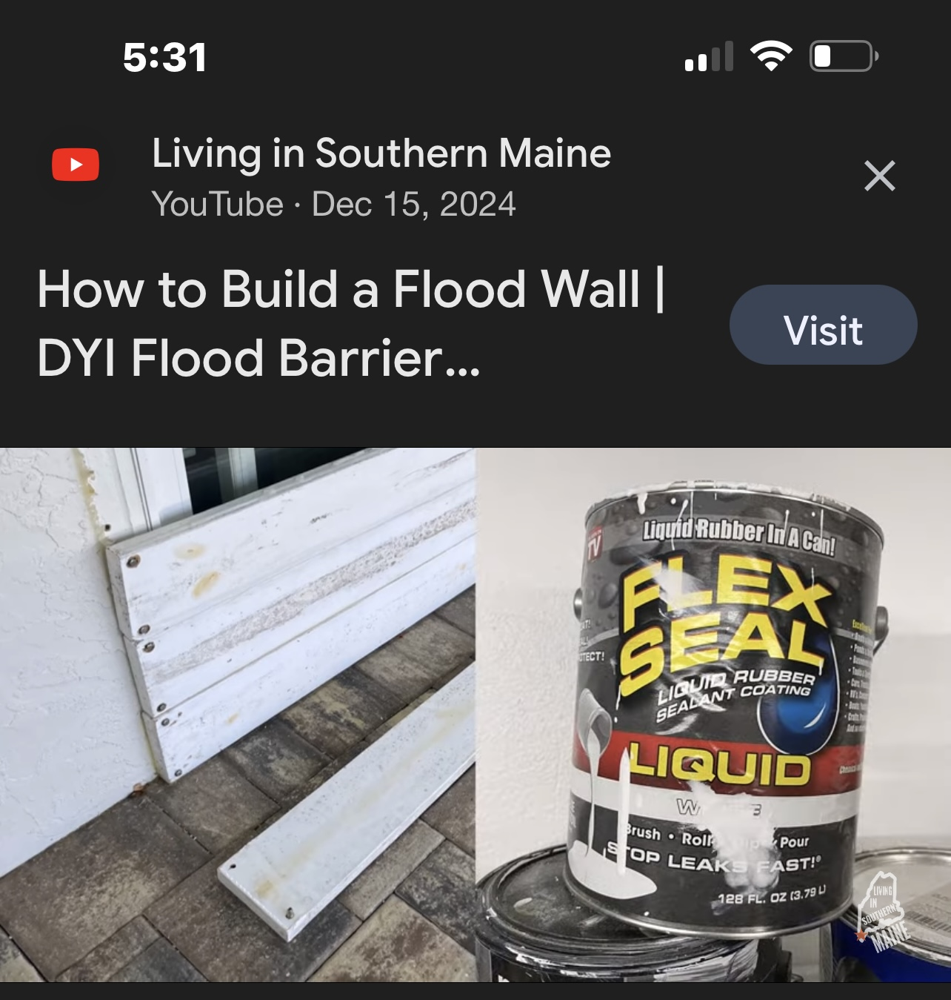 5:31
Living in Southern Maine
YouTube · Dec 15, 2024
How to Build a Flood Wall |
DYI Flood Barrier...
Visit
Liquid Rubber In A Can!
TV
FLEX
SEAL
LIQUID RUBBER
SEALANT COATING
LIQUID
Brush • Roll Pour
STOP LEAKS FAST!®
128 FL. OZ (3.79 L)
LIVING
IN
SOUTHERN
MAINE